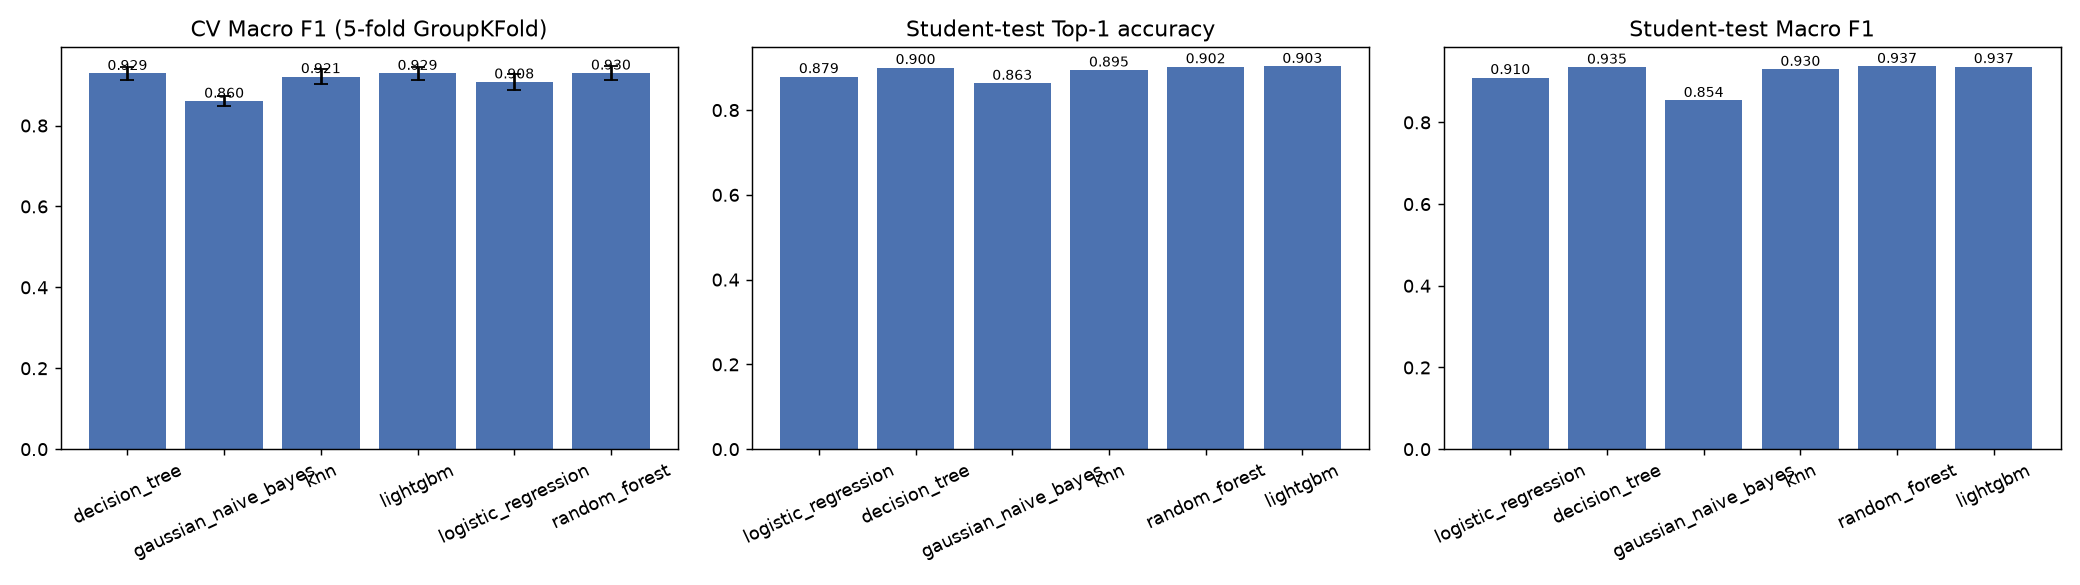 CV Macro F1 (5-fold GroupKFold)
0.929
0.860
0.921
0.929
0.908
0.930
0.8
0.6
0.4
0.2
0.0
decision_tree
gaussian_naive_bayes
knn
lightgbm
logistic_regression
random_forest
Student-test Top-1 accuracy
0.879
0.900
0.863
0.895
0.902
0.903
0.8
0.6
0.4
0.2
0.0
logistic_regression
decision_tree
gaussian_naive_bayes
knn
random_forest
lightgbm
Student-test Macro F1
0.910
0.935
0.854
0.930
0.937
0.937
0.8
0.6
0.4
0.2
0.0
logistic_regression
decision_tree
gaussian_naive_bayes
knn
random_forest
lightgbm